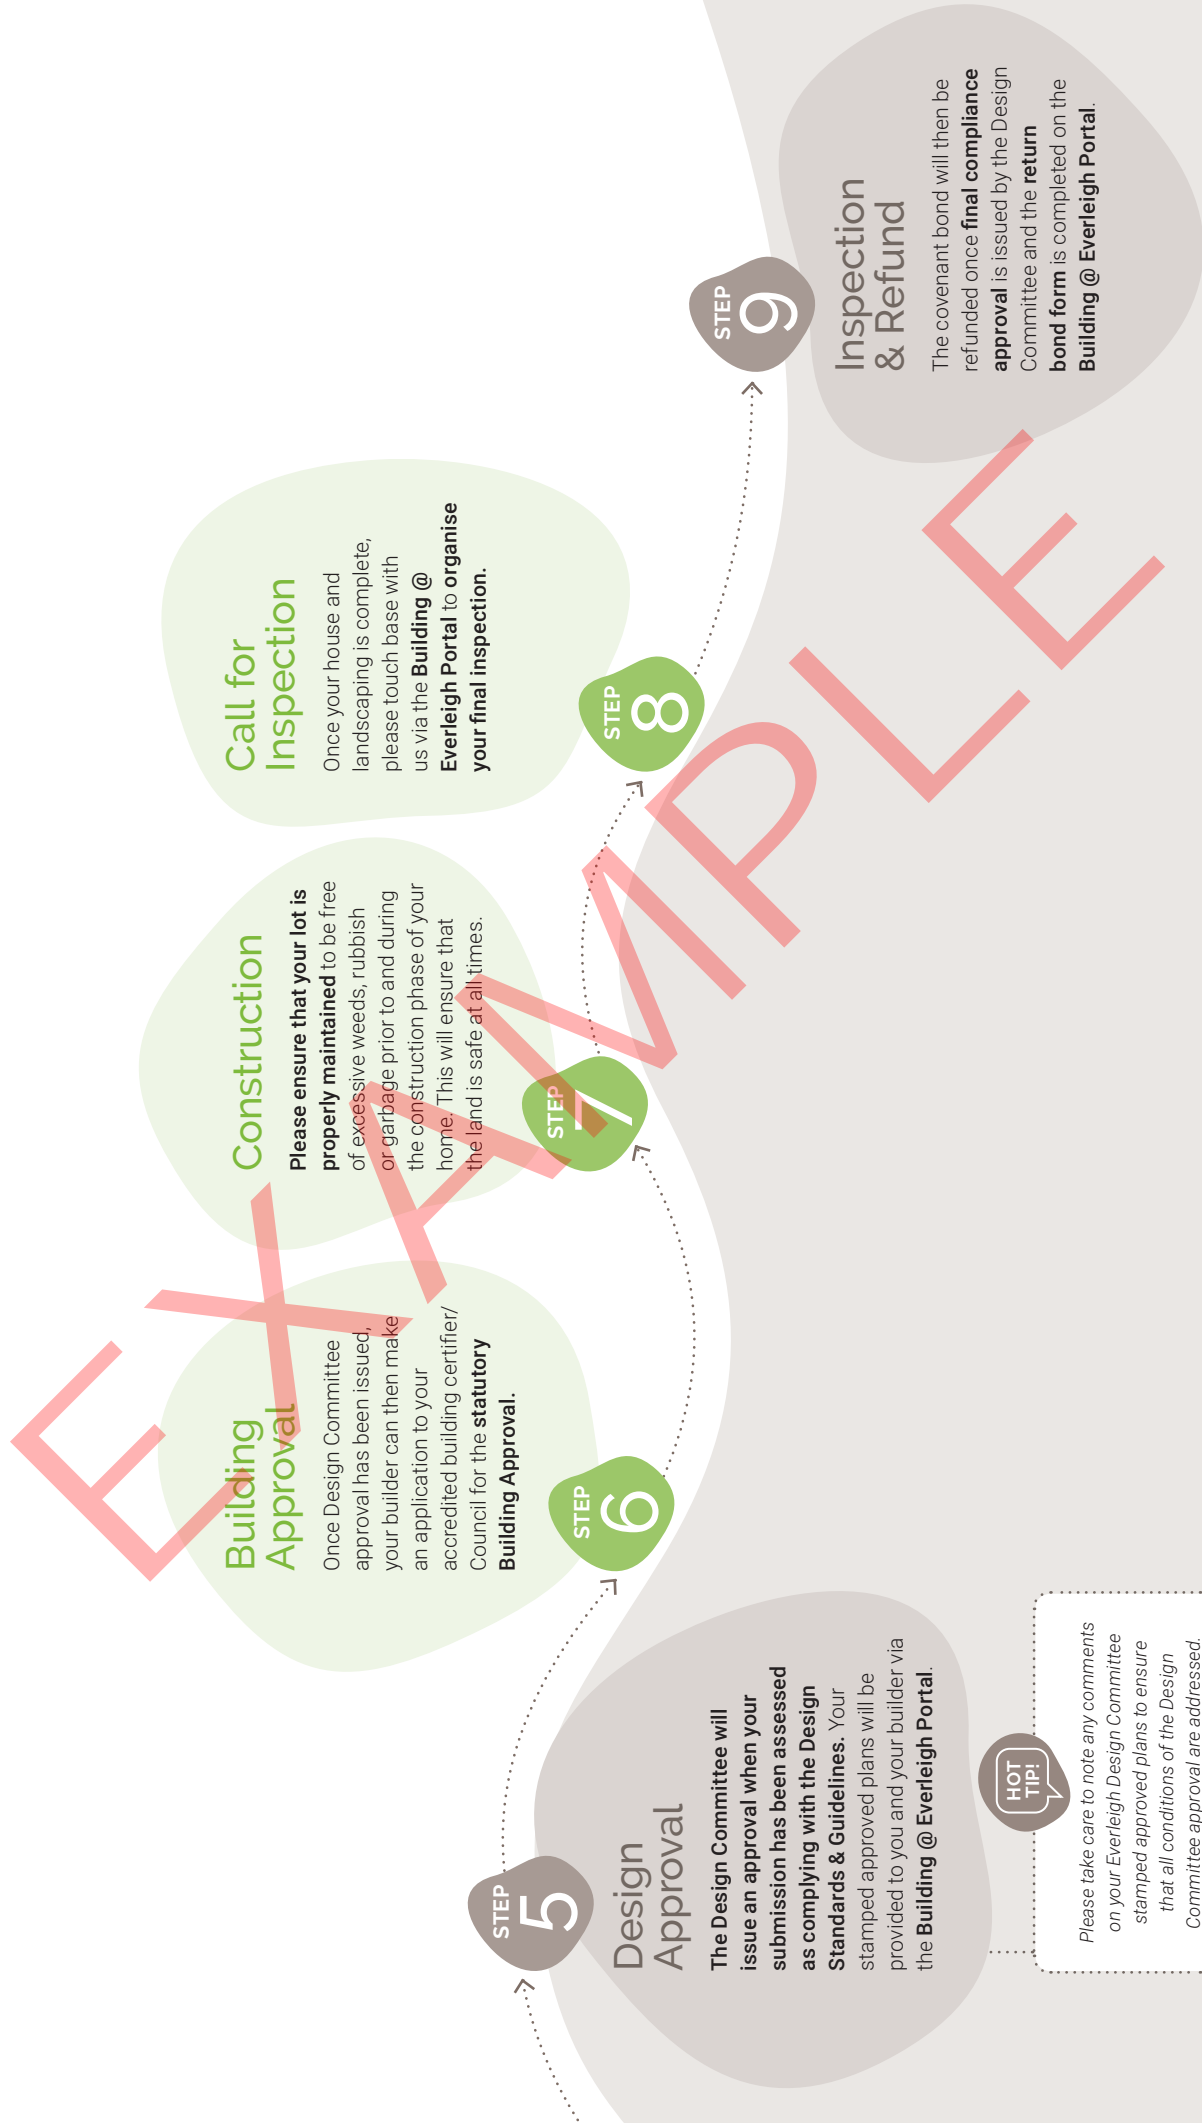 STEP
5
Design
Approval
The Design Committee will
issue an approval when your
submission has been assessed
as complying with the Design
Standards & Guidelines. Your
stamped approved plans will be
provided to you and your builder via
the Building @ Everleigh Portal.
HOT
TIP!
Please take care to note any comments
on your Everleigh Design Committee
stamped approved plans to ensure
that all conditions of the Design
Committee approval are addressed.
Building
Approval
Once Design Committee
approval has been issued,
your builder can then make
an application to your
accredited building certifier/
Council for the statutory
Building Approval.
STEP
6
Construction
Please ensure that your lot is
properly maintained to be free
of excessive weeds, rubbish
or garbage prior to and during
the construction phase of your
home. This will ensure that
the land is safe at all times.
STEP
7
Call for
Inspection
Once your house and
landscaping is complete,
please touch base with
us via the Building @
Everleigh Portal to organise
your final inspection.
STEP
8
STEP
9
Inspection
& Refund
The covenant bond will then be
refunded once final compliance
approval is issued by the Design
Committee and the return
bond form is completed on the
Building @ Everleigh Portal.
EXAMPLE